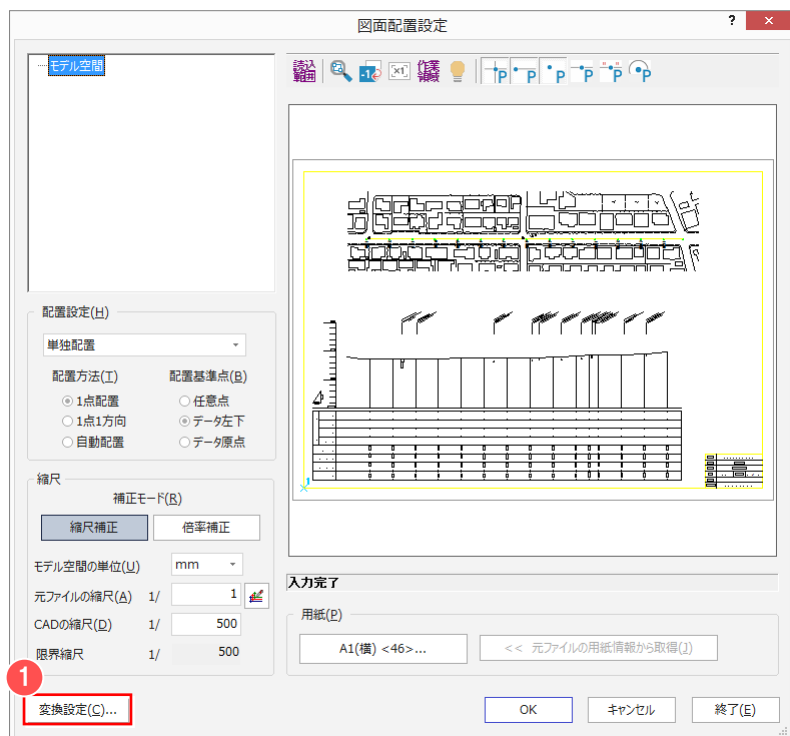 図面配置設定
? ×
モデル空間
読込範囲
-1
[x1]
作業領域
P P P P P P
配置設定(H)
単独配置
配置方法(T) 配置基準点(B)
1点配置 任意点
1点1方向 データ左下
自動配置 データ原点
縮尺
補正モード(R)
縮尺補正 倍率補正
モデル空間の単位(U) mm
元ファイルの縮尺(A) 1/ 1
CADの縮尺(D) 1/ 500
限界縮尺 1/ 500
入力完了
用紙(P)
A1(横) <46>... << 元ファイルの用紙情報から取得(J)
1
変換設定(C)... OK キャンセル 終了(E)